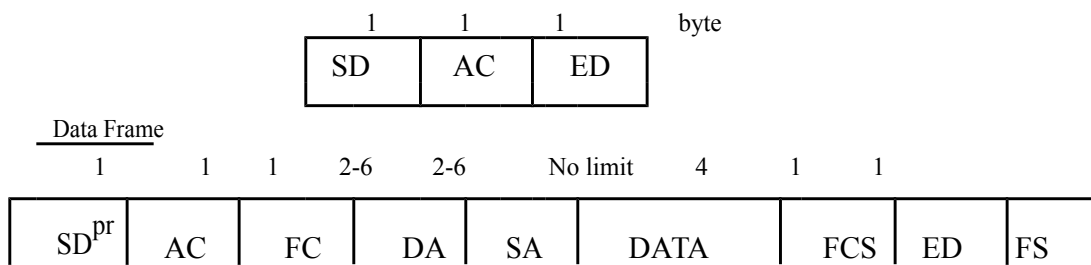 1 1 1 byte
SD AC ED
Data Frame
1 1 1 2-6 2-6 No limit 4 1 1
SDpr AC FC DA SA DATA FCS ED FS